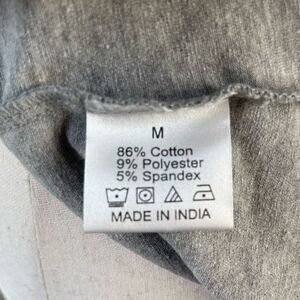 M
86% Cotton
9% Polyester
5% Spandex
MADE IN INDIA